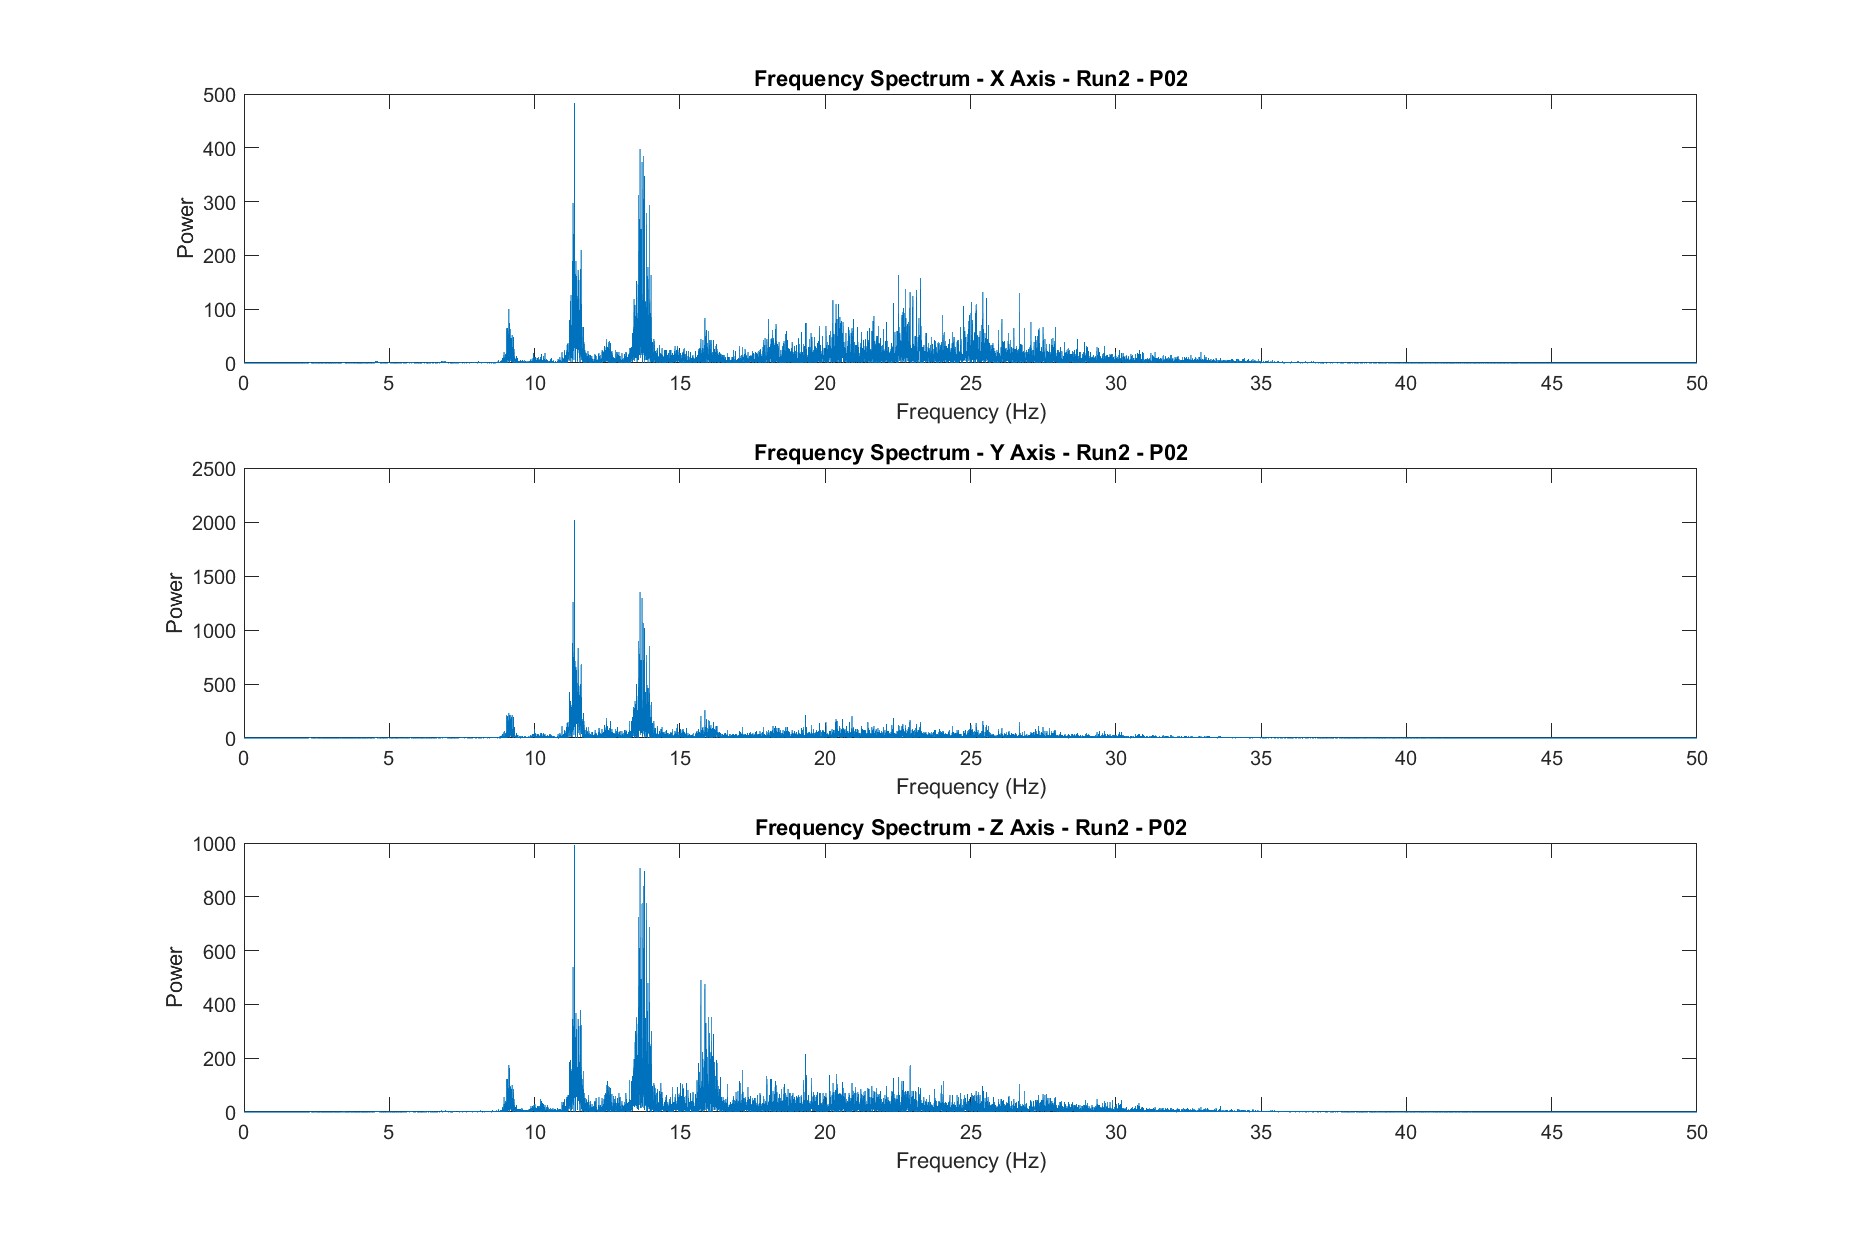 Frequency Spectrum - X Axis - Run2 - P02
500
400
300
200
100
0
Power
0 5 10 15 20 25 30 35 40 45 50
Frequency (Hz)
Frequency Spectrum - Y Axis - Run2 - P02
2500
2000
1500
1000
500
0
Power
0 5 10 15 20 25 30 35 40 45 50
Frequency (Hz)
Frequency Spectrum - Z Axis - Run2 - P02
1000
800
600
400
200
0
Power
0 5 10 15 20 25 30 35 40 45 50
Frequency (Hz)